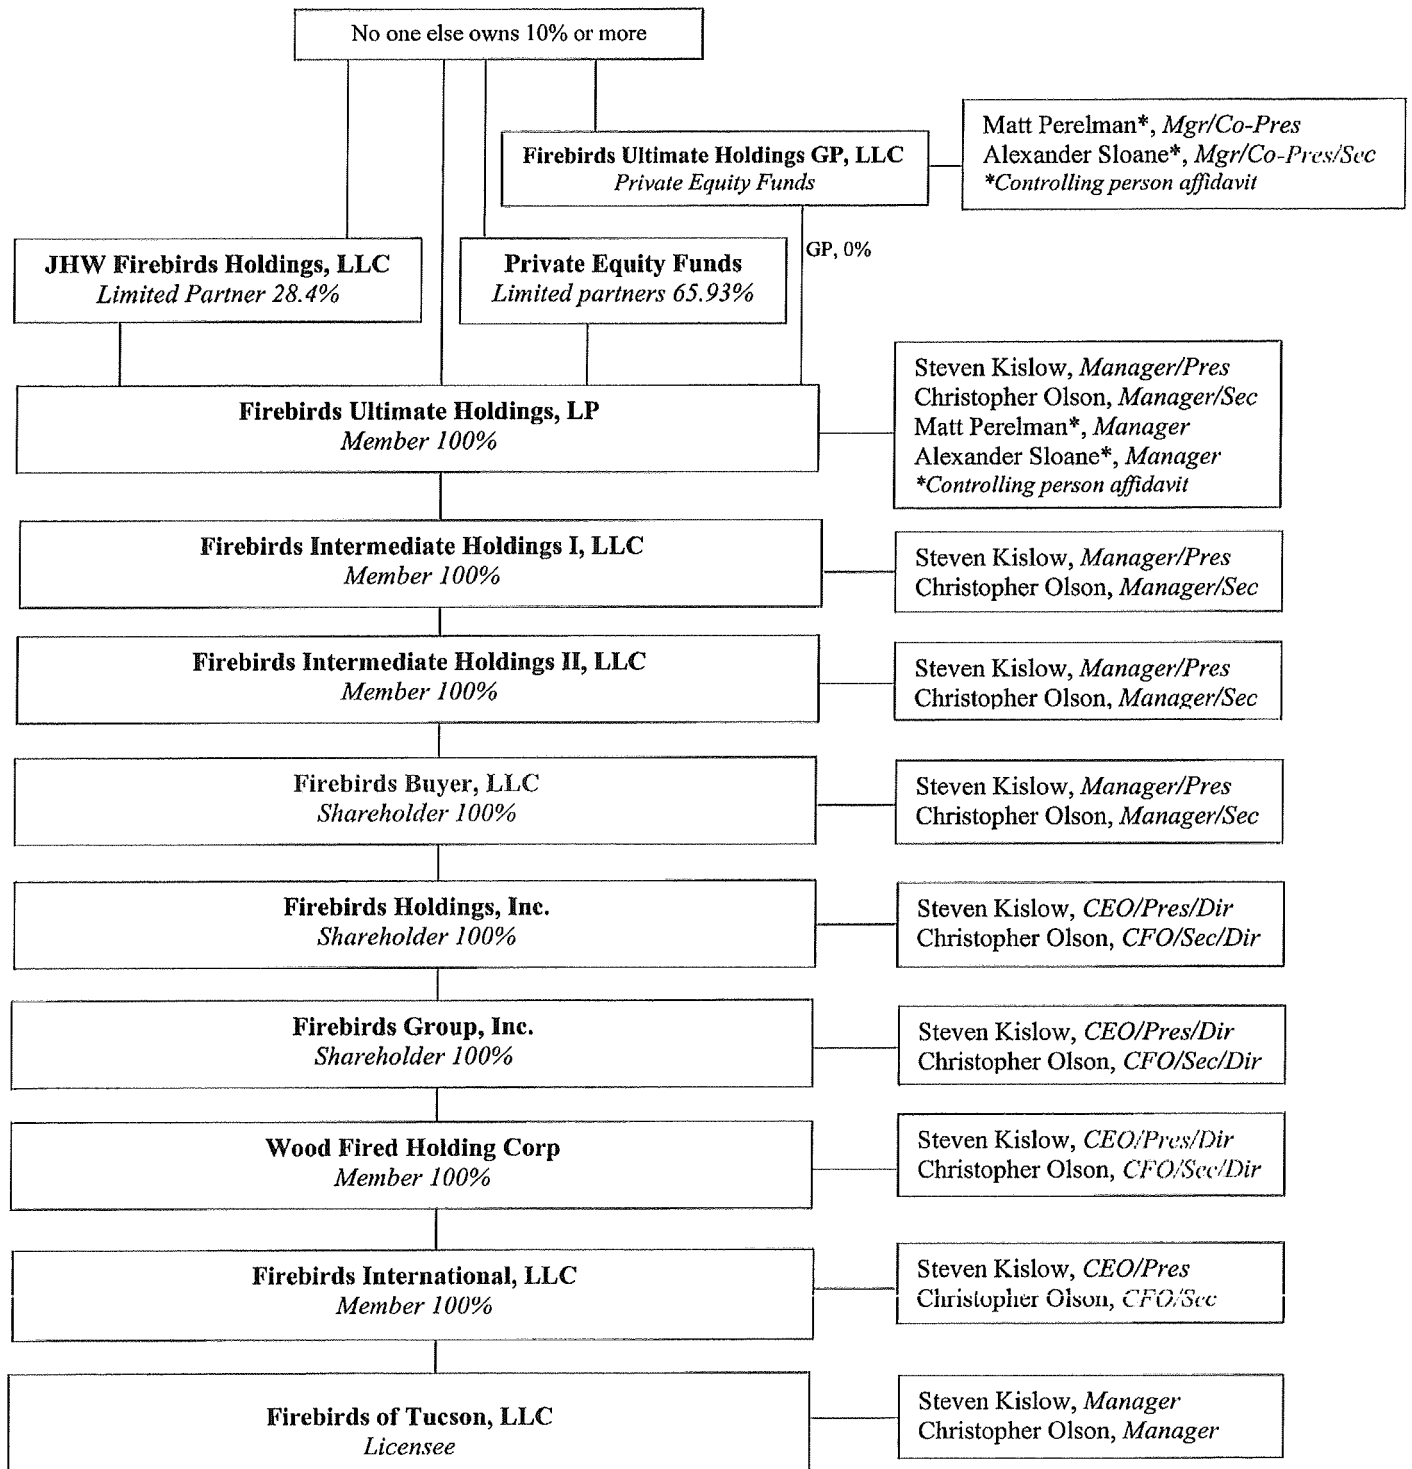 No one else owns 10% or more
Firebirds Ultimate Holdings GP, LLC
Private Equity Funds
Matt Perelman*, Mgr/Co-Pres
Alexander Sloane*, Mgr/Co-Pres/Sec
*Controlling person affidavit
JHW Firebirds Holdings, LLC
Limited Partner 28.4%
Private Equity Funds
Limited partners 65.93%
GP, 0%
Firebirds Ultimate Holdings, LP
Member 100%
Steven Kislow, Manager/Pres
Christopher Olson, Manager/Sec
Matt Perelman*, Manager
Alexander Sloane*, Manager
*Controlling person affidavit
Firebirds Intermediate Holdings I, LLC
Member 100%
Steven Kislow, Manager/Pres
Christopher Olson, Manager/Sec
Firebirds Intermediate Holdings II, LLC
Member 100%
Steven Kislow, Manager/Pres
Christopher Olson, Manager/Sec
Firebirds Buyer, LLC
Shareholder 100%
Steven Kislow, Manager/Pres
Christopher Olson, Manager/Sec
Firebirds Holdings, Inc.
Shareholder 100%
Steven Kislow, CEO/Pres/Dir
Christopher Olson, CFO/Sec/Dir
Firebirds Group, Inc.
Shareholder 100%
Steven Kislow, CEO/Pres/Dir
Christopher Olson, CFO/Sec/Dir
Wood Fired Holding Corp
Member 100%
Steven Kislow, CEO/Pres/Dir
Christopher Olson, CFO/Sec/Dir
Firebirds International, LLC
Member 100%
Steven Kislow, CEO/Pres
Christopher Olson, CFO/Sec
Firebirds of Tucson, LLC
Licensee
Steven Kislow, Manager
Christopher Olson, Manager